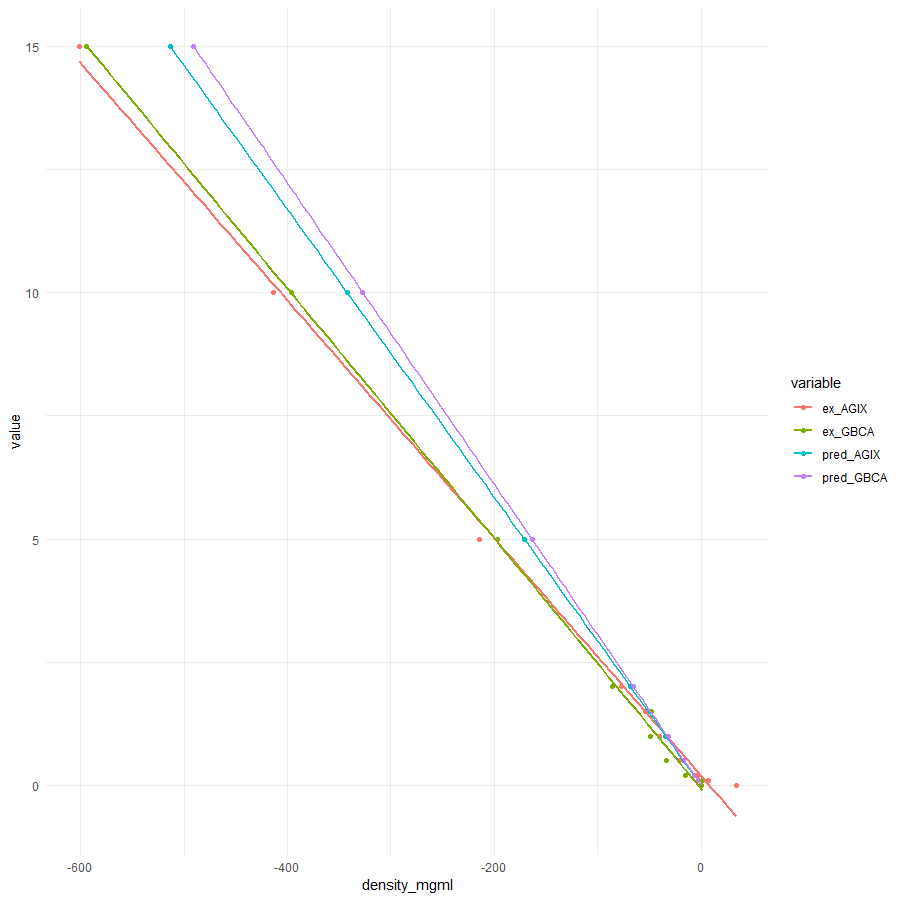 15
10
5
0
value
-600
-400
-200
0
density_mgml
variable
ex_AGIX
ex_GBCA
pred_AGIX
pred_GBCA